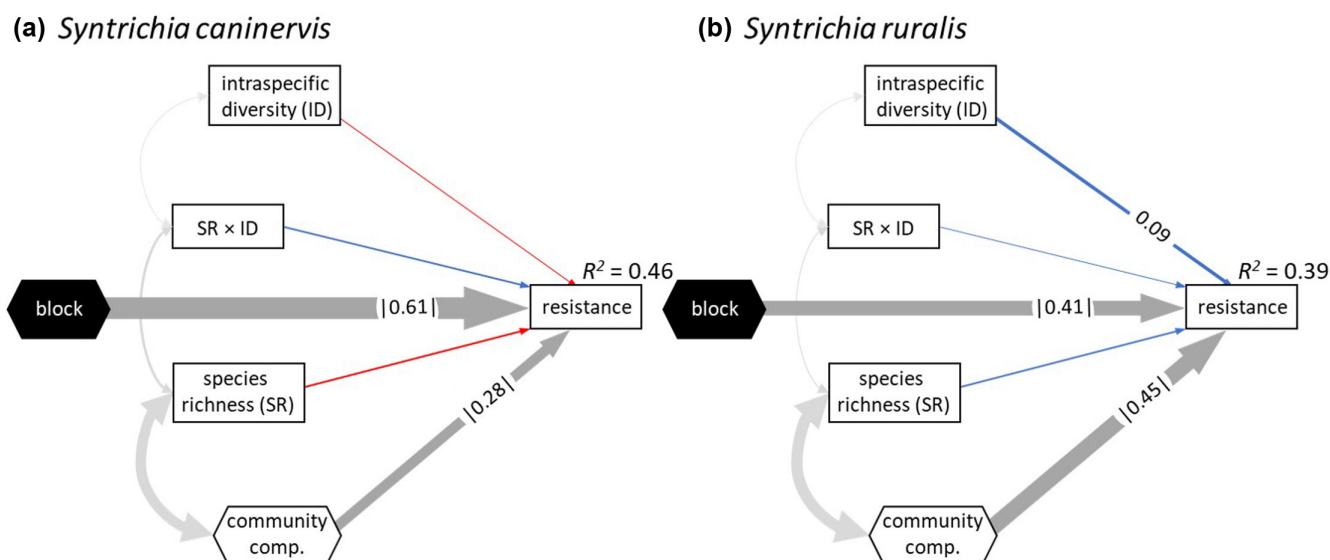 (a) Syntrichia caninervis
intraspecific
diversity (ID)
SR × ID
R² = 0.46
block
|0.61|
resistance
species
richness (SR)
|0.28|
community
comp.
(b) Syntrichia ruralis
intraspecific
diversity (ID)
0.09
SR × ID
R² = 0.39
block
|0.41|
resistance
species
richness (SR)
|0.45|
community
comp.